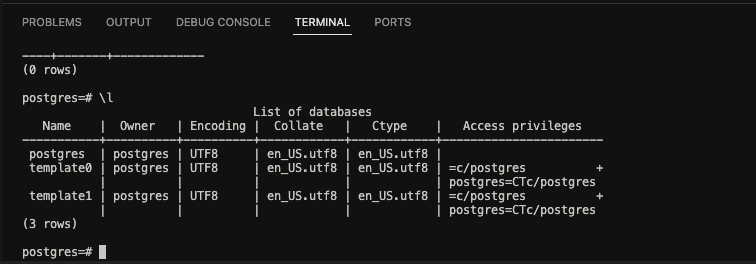 PROBLEMS OUTPUT DEBUG CONSOLE TERMINAL PORTS
----+-------+-------------
(0 rows)
postgres=# \l
List of databases
Name | Owner | Encoding | Collate | Ctype | Access privileges
-----------+----------+----------+------------+------------+-----------------------
postgres | postgres | UTF8 | en_US.utf8 | en_US.utf8 |
template0 | postgres | UTF8 | en_US.utf8 | en_US.utf8 | =c/postgres +
| | | | | postgres=CTc/postgres
template1 | postgres | UTF8 | en_US.utf8 | en_US.utf8 | =c/postgres +
| | | | | postgres=CTc/postgres
(3 rows)
postgres=#